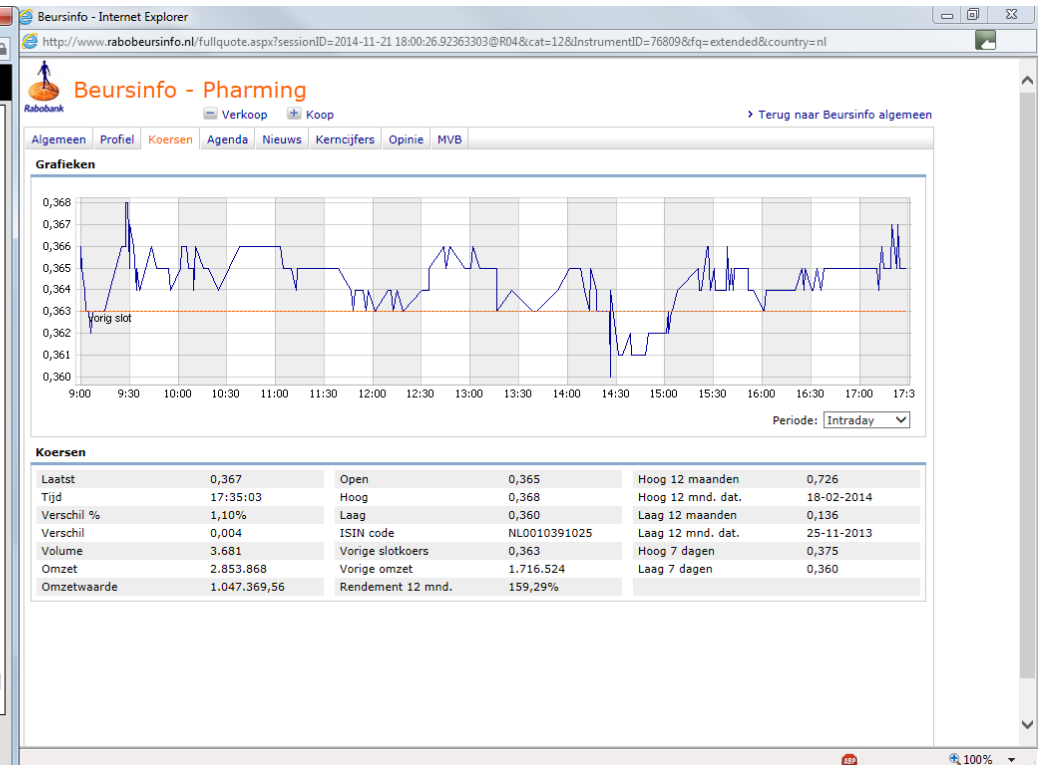 Beursinfo - Internet Explorer
http://www.rabobeursinfo.nl/fullquote.aspx?sessionID=2014-11-21 18:00:26.92363303@R04&cat=12&InstrumentID=76809&fq=extended&country=nl
Rabobank
Beursinfo - Pharming
Verkoop Koop
> Terug naar Beursinfo algemeen
Algemeen Profiel Koersen Agenda Nieuws Kerncijfers Opinie MVB
Grafieken
0,368
0,367
0,366
0,365
0,364
0,363
vorig slot
0,362
0,361
0,360
9:00 9:30 10:00 10:30 11:00 11:30 12:00 12:30 13:00 13:30 14:00 14:30 15:00 15:30 16:00 16:30 17:00 17:3
Periode: Intraday
Koersen
Laatst 0,367 Open 0,365 Hoog 12 maanden 0,726
Tijd 17:35:03 Hoog 0,368 Hoog 12 mnd. dat. 18-02-2014
Verschil % 1,10% Laag 0,360 Laag 12 maanden 0,136
Verschil 0,004 ISIN code NL0010391025 Laag 12 mnd. dat. 25-11-2013
Volume 3.681 Vorige slotkoers 0,363 Hoog 7 dagen 0,375
Omzet 2.853.868 Vorige omzet 1.716.524 Laag 7 dagen 0,360
Omzetwaarde 1.047.369,56 Rendement 12 mnd. 159,29%
ABP 100%